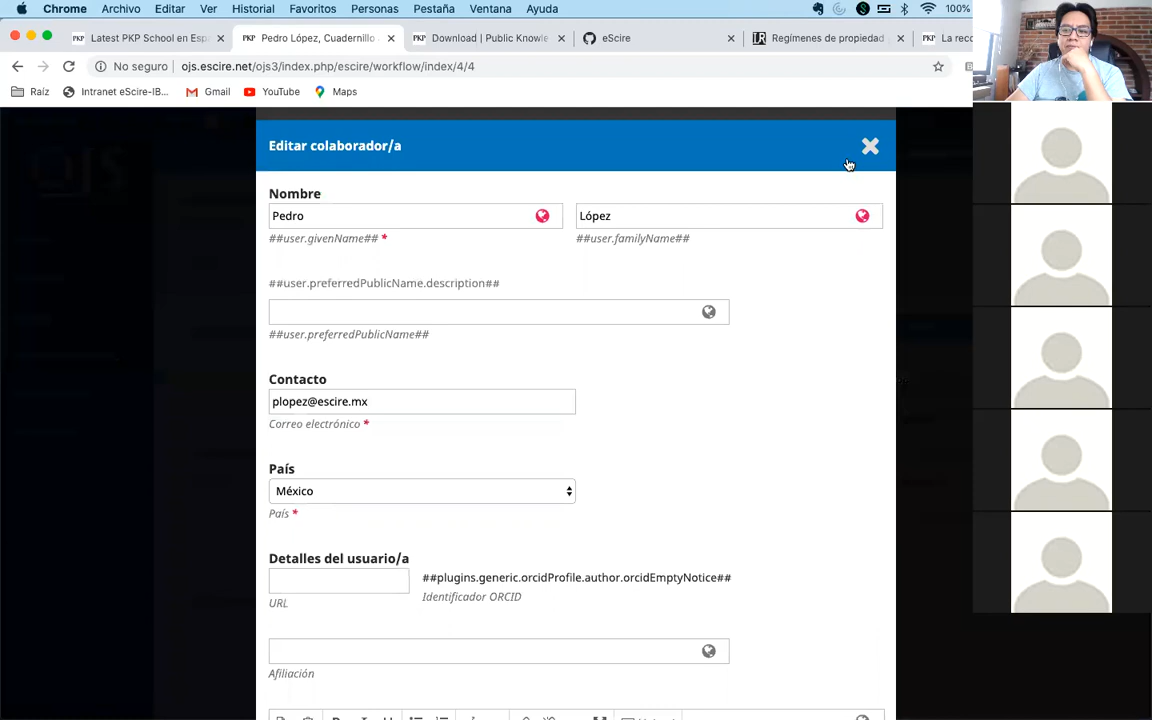 Chrome Archivo Editar Ver Historial Favoritos Personas Pestaña Ventana Ayuda 100%
PKP Latest PKP School en Esp PKP Pedro López, Cuadernillo PKP Download | Public Knowle eScire Regímenes de propiedad PKP La reco
No seguro ojs.escire.net/ojs3/index.php/escire/workflow/index/4/4
Raíz Intranet eScire-IB... Gmail YouTube Maps
Editar colaborador/a
Nombre
Pedro López
##user.givenName## * ##user.familyName##
##user.preferredPublicName.description##
##user.preferredPublicName##
Contacto
plopez@escire.mx
Correo electrónico *
País
México
País *
Detalles del usuario/a
##plugins.generic.orcidProfile.author.orcidEmptyNotice##
URL Identificador ORCID
Afiliación